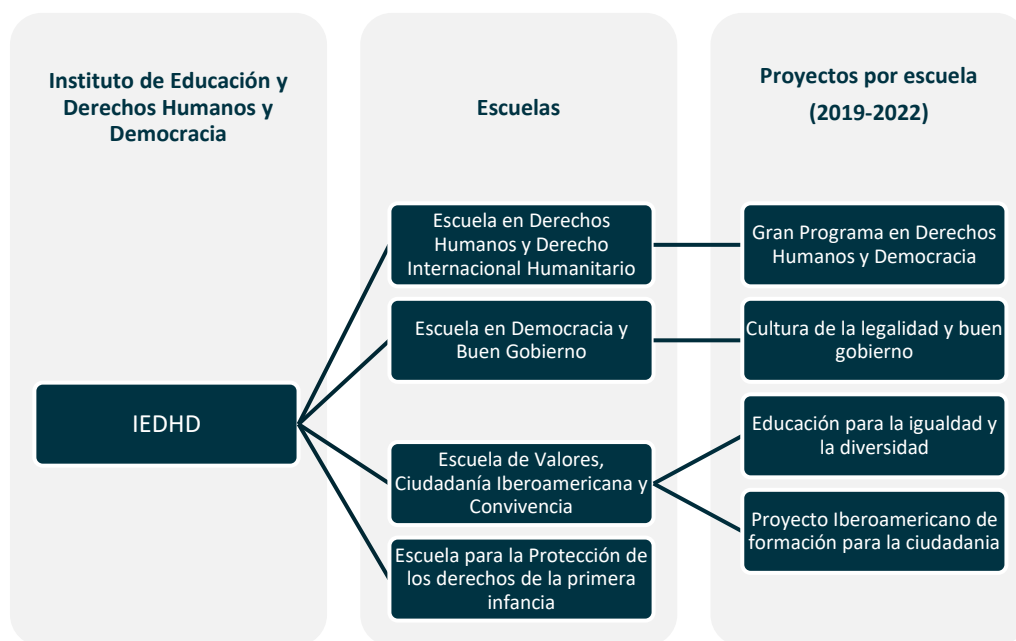 Instituto de Educación y
Derechos Humanos y
Democracia
Escuelas
Proyectos por escuela
(2019-2022)
IEDHD
Escuela en Derechos
Humanos y Derecho
Internacional Humanitario
Escuela en Democracia y
Buen Gobierno
Escuela de Valores,
Ciudadanía Iberoamericana y
Convivencia
Escuela para la Protección de
los derechos de la primera
infancia
Gran Programa en Derechos
Humanos y Democracia
Cultura de la legalidad y buen
gobierno
Educación para la igualdad y
la diversidad
Proyecto Iberoamericano de
formación para la ciudadania